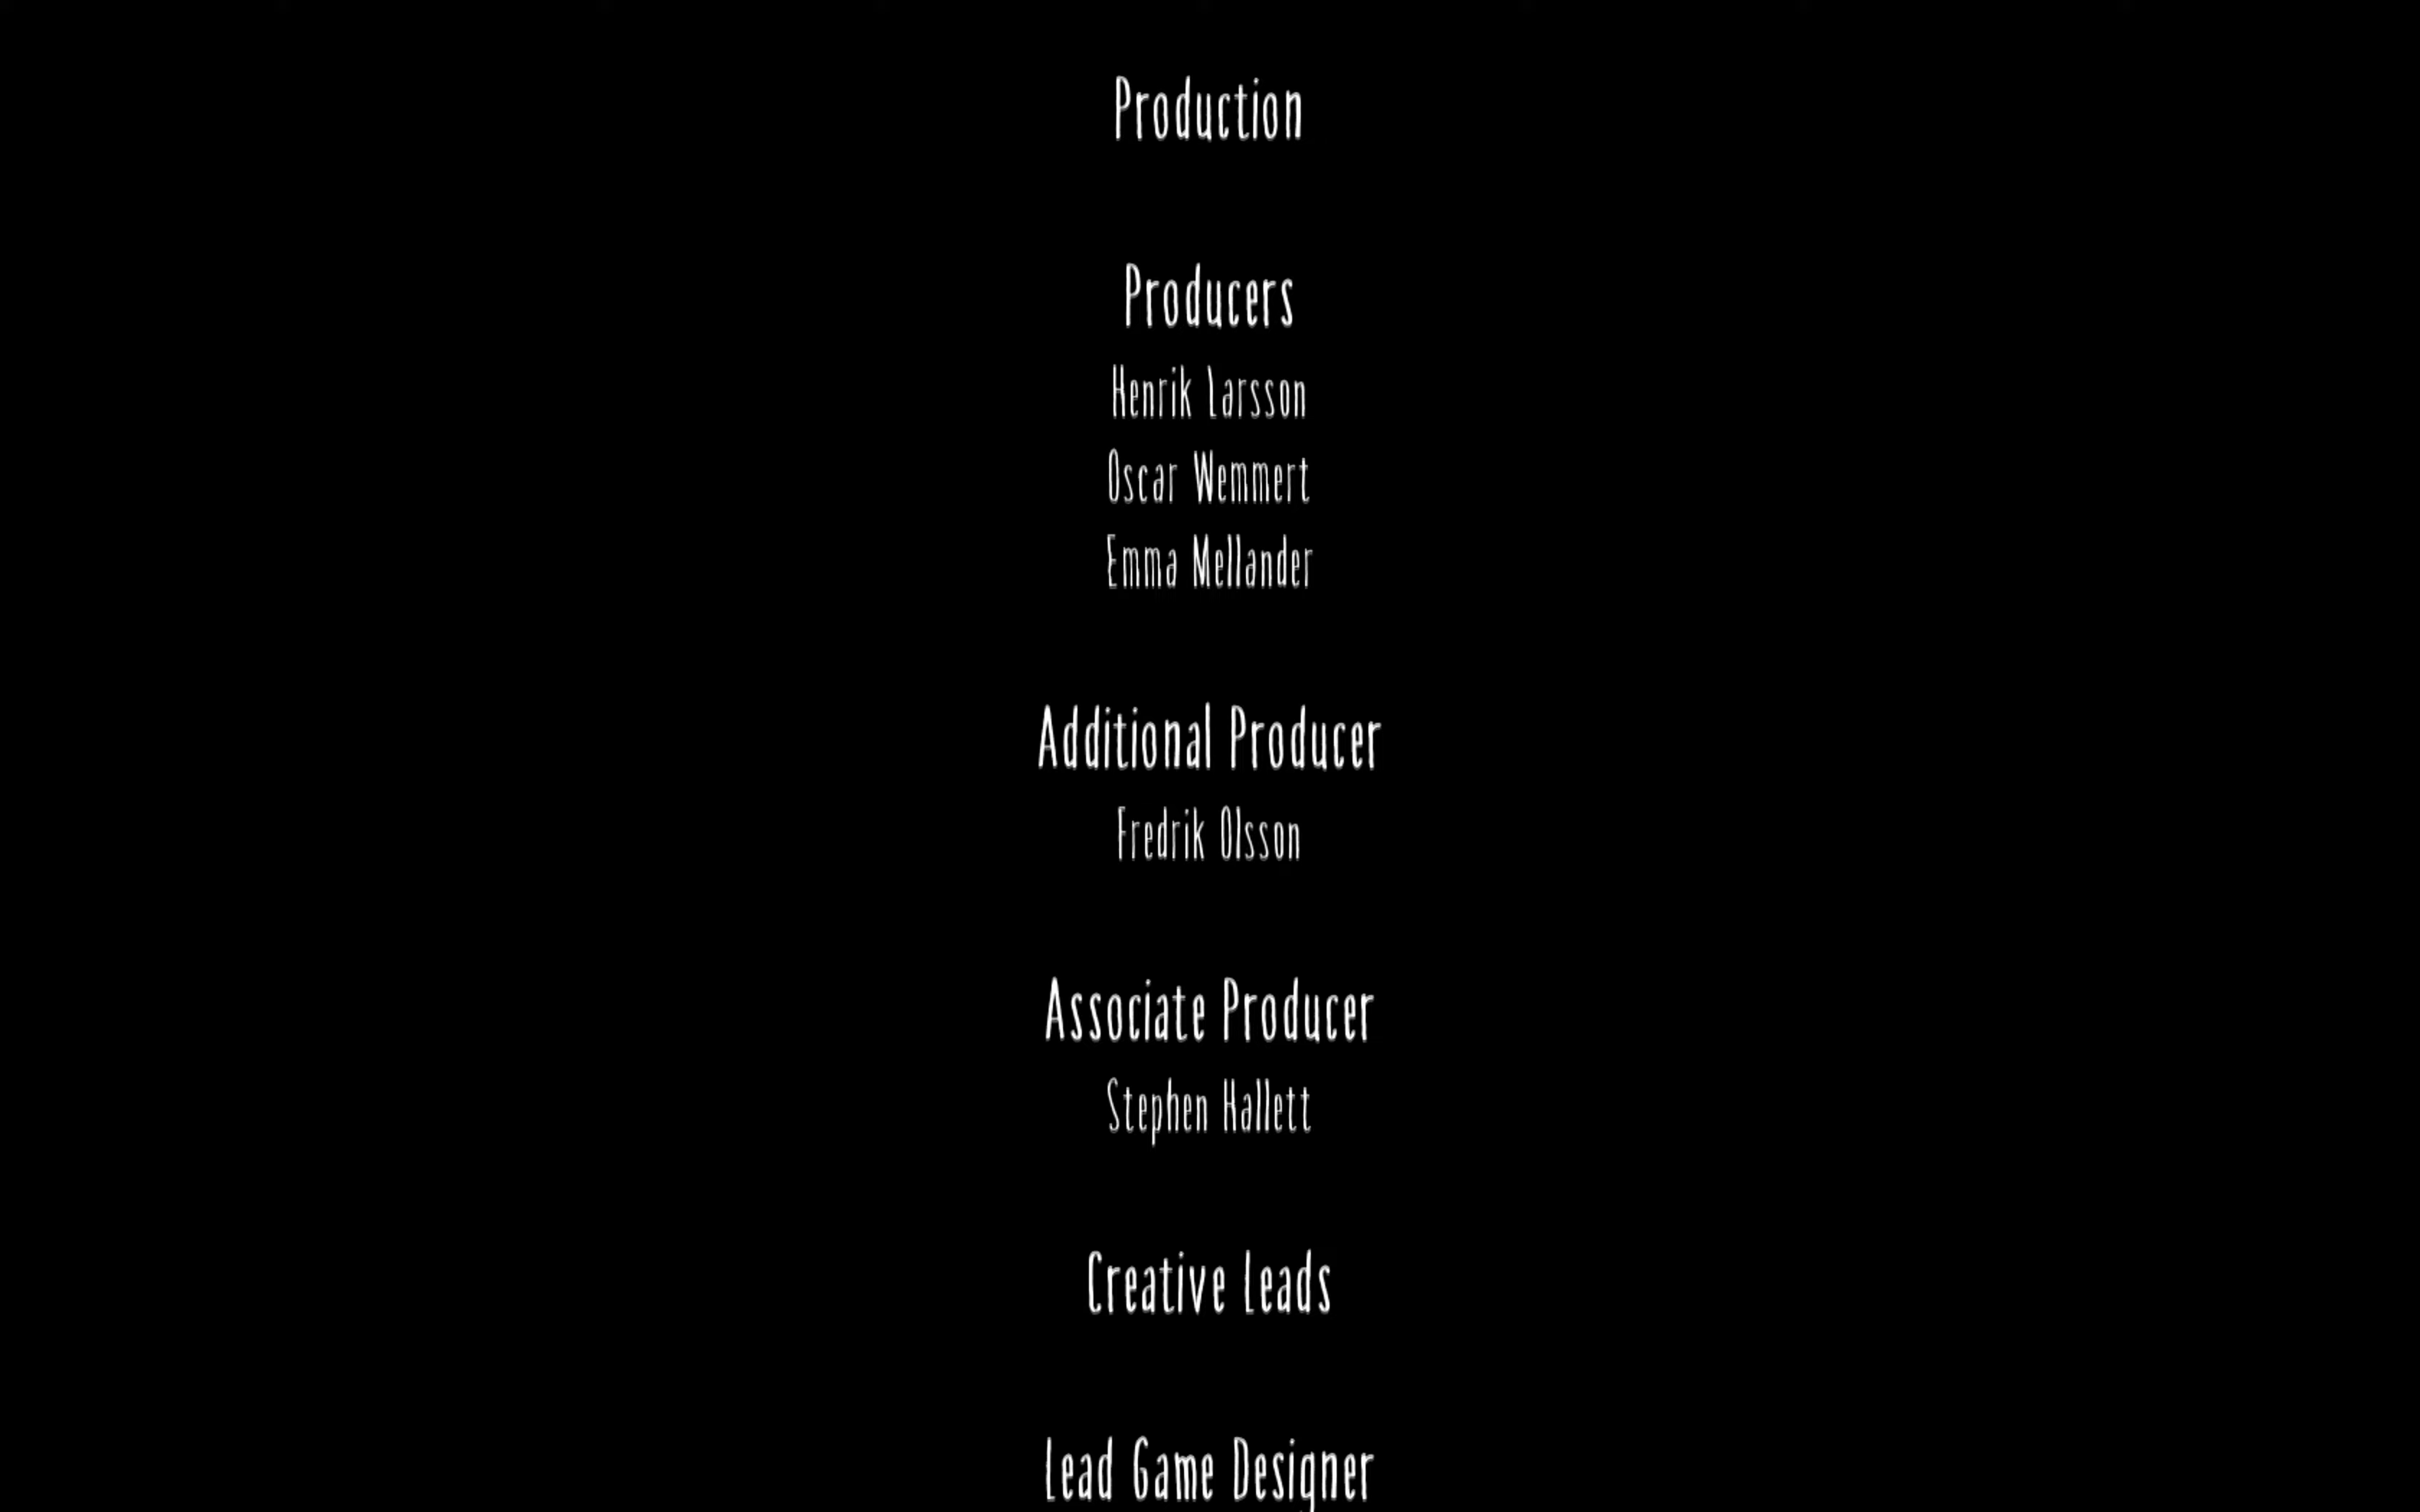 Production
Producers
Henrik Larsson
Oscar Wemmert
Emma Mellander
Additional Producer
Fredrik Olsson
Associate Producer
Stephen Hallett
Creative Leads
Lead Game Designer